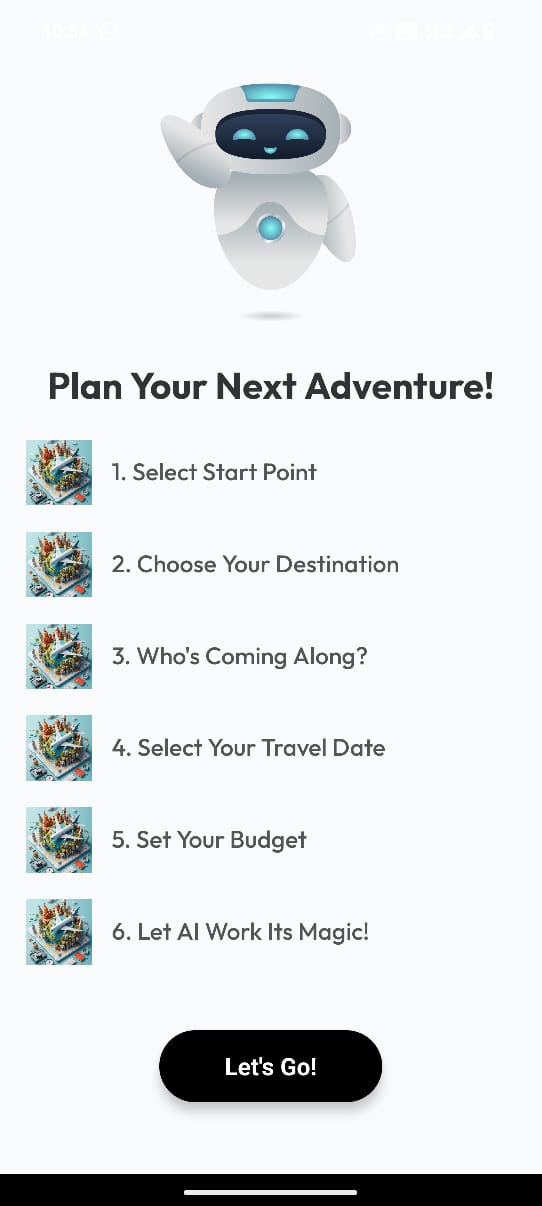 10:54
Plan Your Next Adventure!
1. Select Start Point
2. Choose Your Destination
3. Who's Coming Along?
4. Select Your Travel Date
5. Set Your Budget
6. Let AI Work Its Magic!
Let's Go!